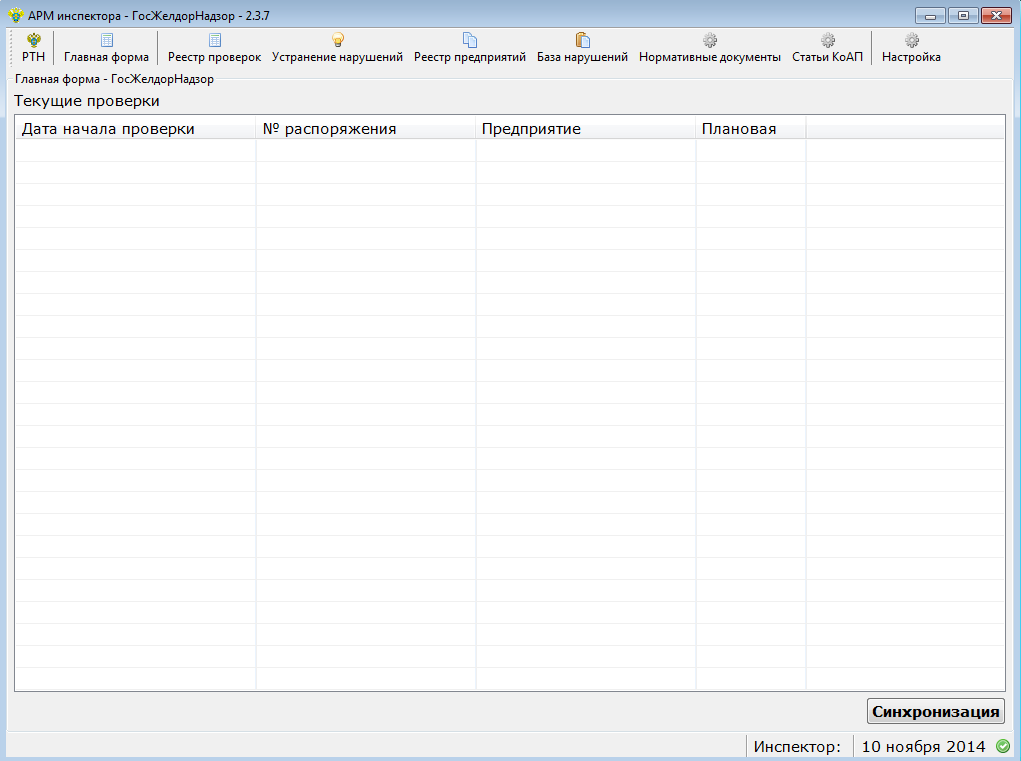 АРМ инспектора - ГосЖелдорНадзор - 2.3.7
РТН Главная форма Реестр проверок Устранение нарушений Реестр предприятий База нарушений Нормативные документы Статьи КоАП Настройка
Главная форма - ГосЖелдорНадзор
Текущие проверки
Дата начала проверки № распоряжения Предприятие Плановая
Синхронизация
Инспектор: 10 ноября 2014